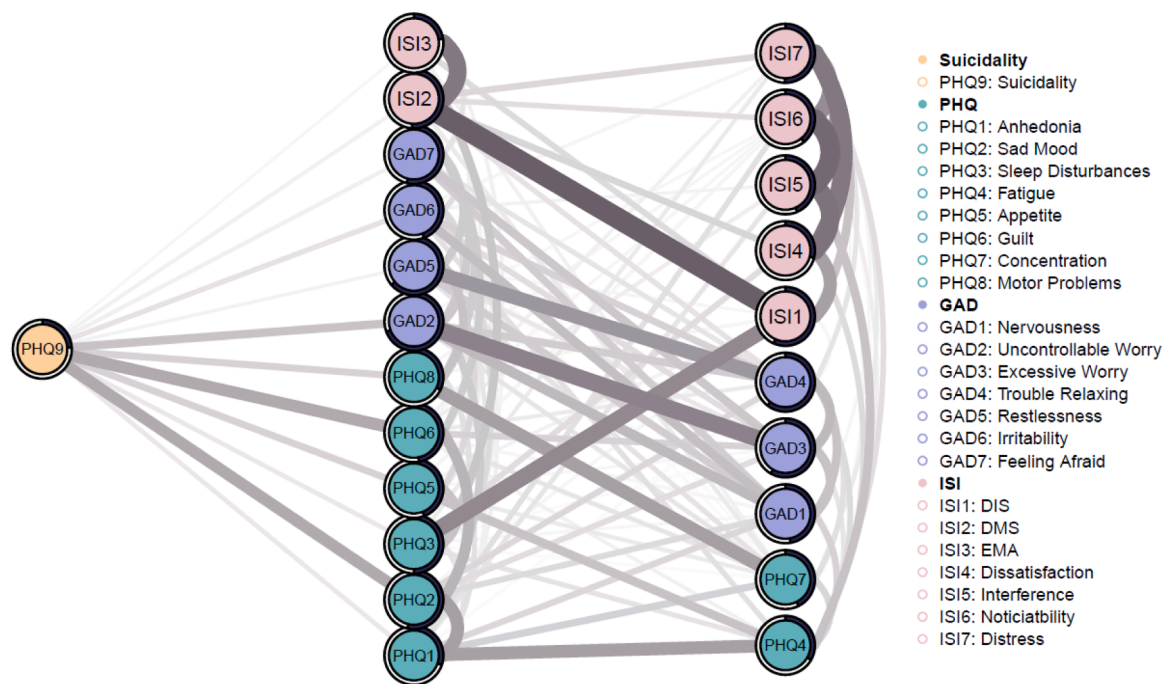 PHQ9
ISI3
ISI2
GAD7
GAD6
GAD5
GAD2
PHQ8
PHQ6
PHQ5
PHQ3
PHQ2
PHQ1
ISI7
ISI6
ISI5
ISI4
ISI1
GAD4
GAD3
GAD1
PHQ7
PHQ4
Suicidality
PHQ9: Suicidality
PHQ
PHQ1: Anhedonia
PHQ2: Sad Mood
PHQ3: Sleep Disturbances
PHQ4: Fatigue
PHQ5: Appetite
PHQ6: Guilt
PHQ7: Concentration
PHQ8: Motor Problems
GAD
GAD1: Nervousness
GAD2: Uncontrollable Worry
GAD3: Excessive Worry
GAD4: Trouble Relaxing
GAD5: Restlessness
GAD6: Irritability
GAD7: Feeling Afraid
ISI
ISI1: DIS
ISI2: DMS
ISI3: EMA
ISI4: Dissatisfaction
ISI5: Interference
ISI6: Noticiatbility
ISI7: Distress